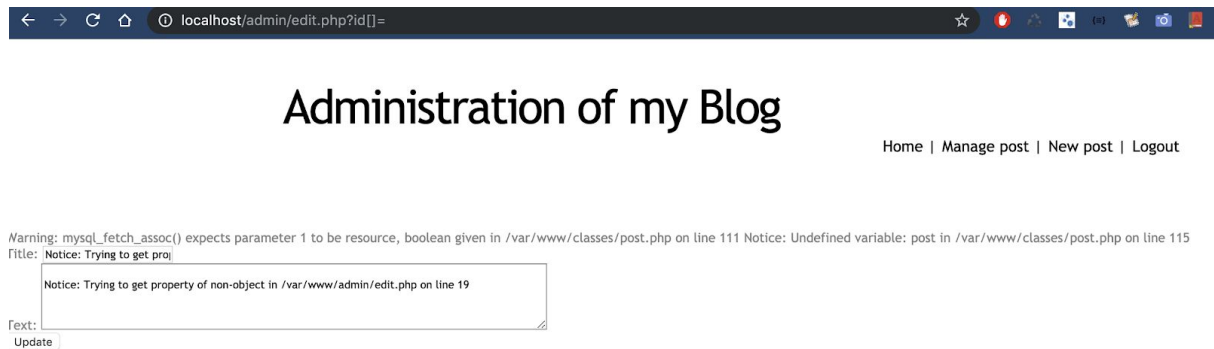 localhost/admin/edit.php?id[]=
Administration of my Blog
Home | Manage post | New post | Logout
Warning: mysql_fetch_assoc() expects parameter 1 to be resource, boolean given in /var/www/classes/post.php on line 111 Notice: Undefined variable: post in /var/www/classes/post.php on line 115
Title: Notice: Trying to get prop
Notice: Trying to get property of non-object in /var/www/admin/edit.php on line 19
Text:
Update